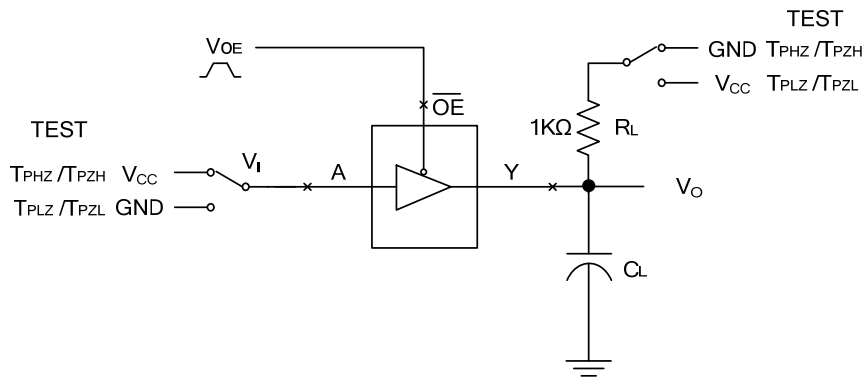 TEST
VOE
GND TPHZ /TPZH
VCC TPLZ /TPZL
OE
1KΩ RL
TEST
VI
TPHZ /TPZH VCC
A
Y
VO
TPLZ /TPZL GND
CL